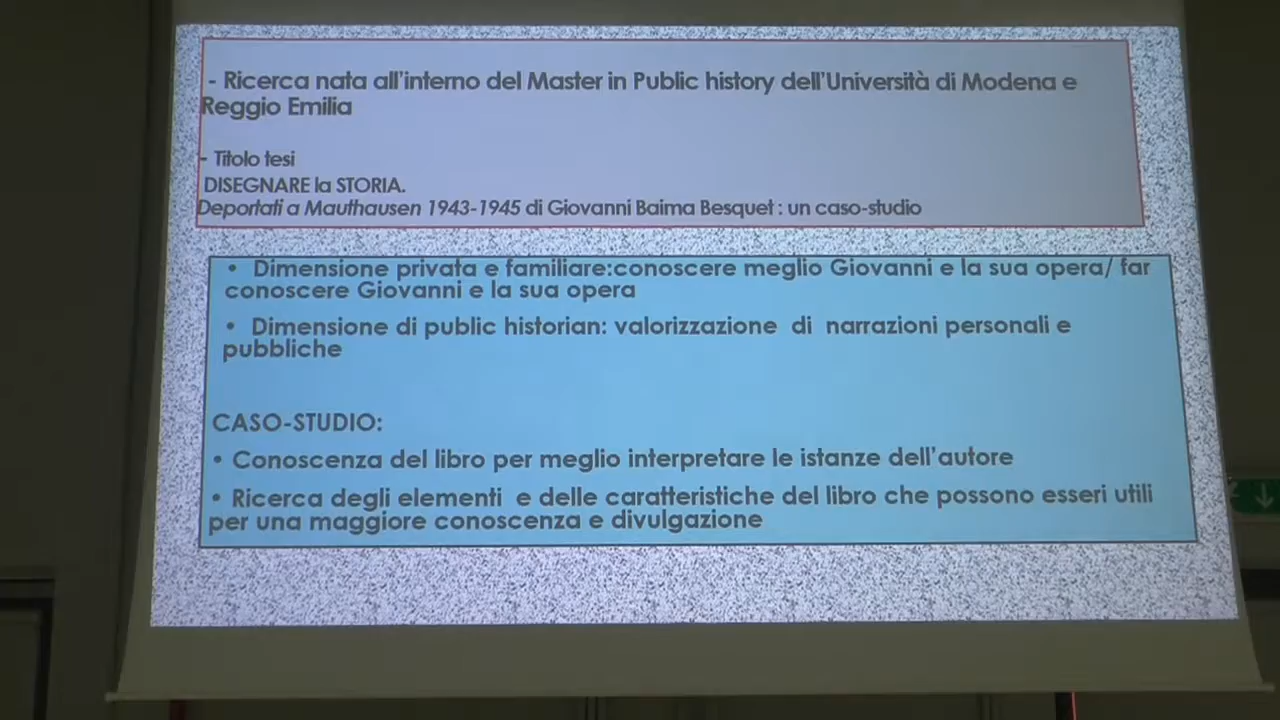 - Ricerca nata all'interno del Master in Public history dell'Università di Modena e
Reggio Emilia
- Titolo tesi
DISEGNARE la STORIA.
Deportati a Mauthausen 1943-1945 di Giovanni Baima Besquet : un caso-studio
• Dimensione privata e familiare:conoscere meglio Giovanni e la sua opera/ far
conoscere Giovanni e la sua opera
• Dimensione di public historian: valorizzazione di narrazioni personali e
pubbliche
CASO-STUDIO:
• Conoscenza del libro per meglio interpretare le istanze dell'autore
• Ricerca degli elementi e delle caratteristiche del libro che possono esseri utili
per una maggiore conoscenza e divulgazione